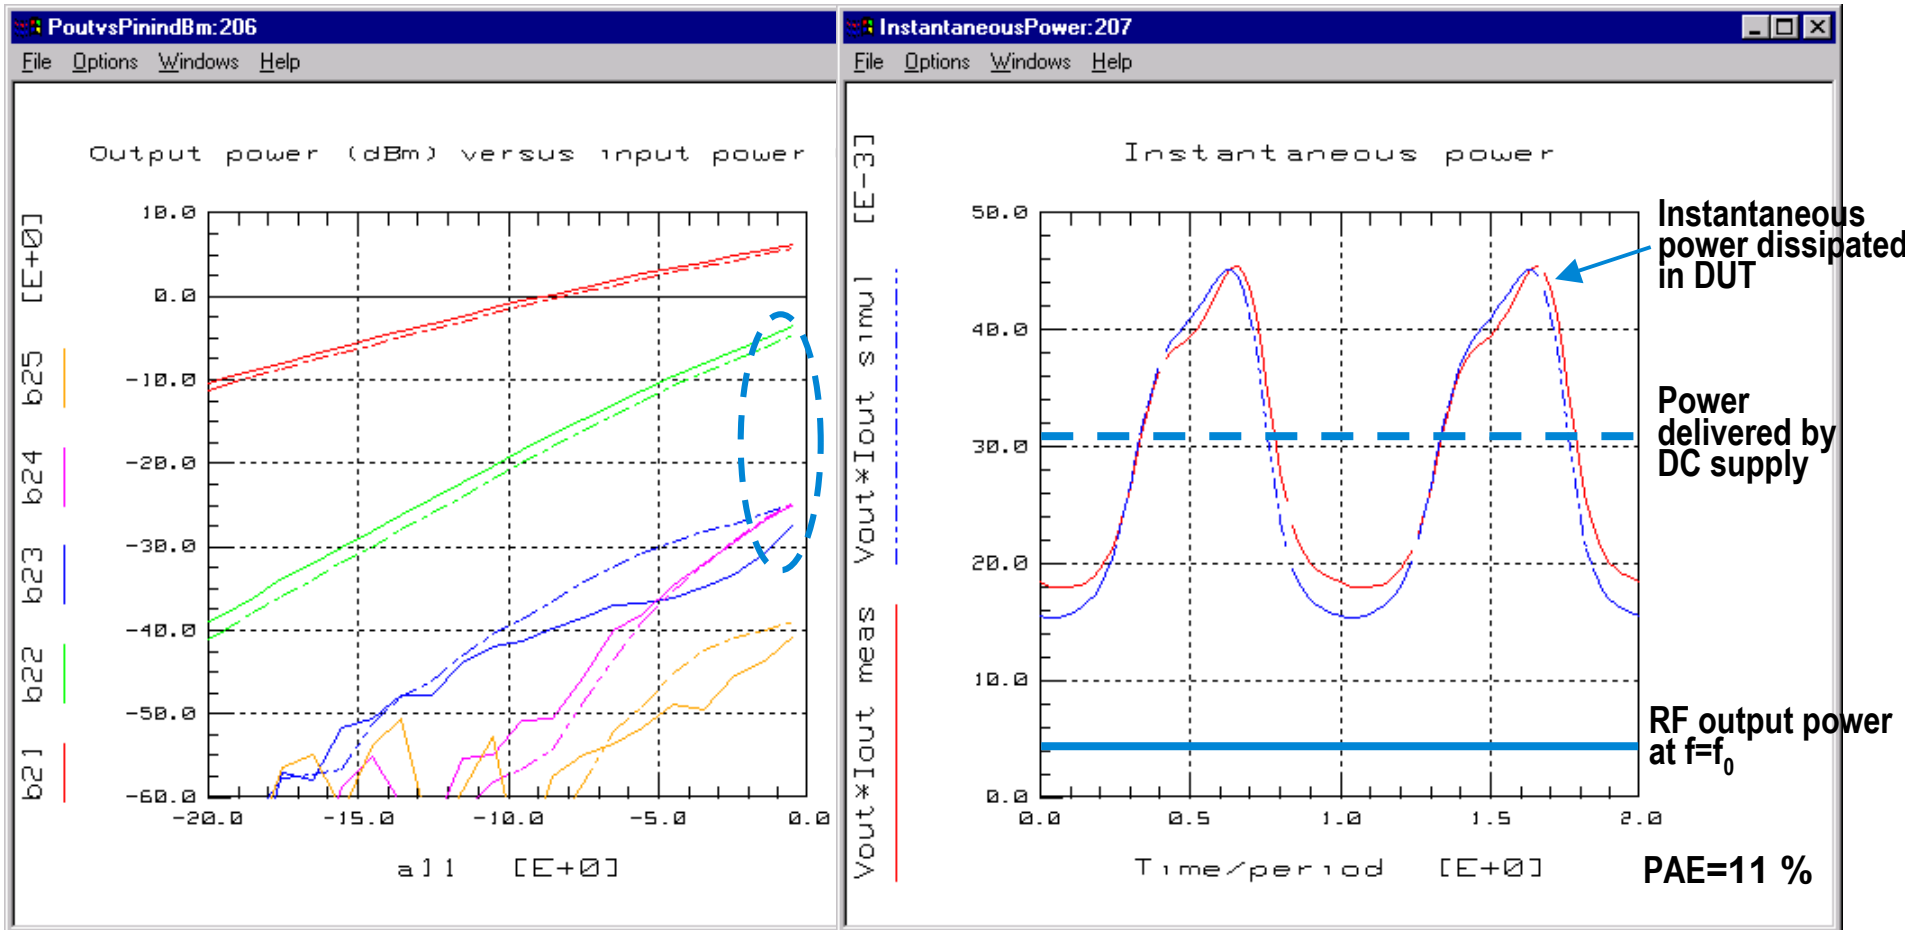 PoutvsPinindBm:206
File Options Windows Help
Output power (dBm) versus input power
[E+0]
b25
b24
b23
b22
b21
10.0
0.0
-10.0
-20.0
-30.0
-40.0
-50.0
-60.0
-20.0 -15.0 -10.0 -5.0 0.0
a11 [E+0]
InstantaneousPower:207
File Options Windows Help
Instantaneous power
[E-3]
Vout*Iout simul
Vout*Iout meas
50.0
40.0
30.0
20.0
10.0
0.0
0.0 0.5 1.0 1.5 2.0
Time/period [E+0]
Instantaneous
power dissipated
in DUT
Power
delivered by
DC supply
RF output power
at f=f₀
PAE=11 %